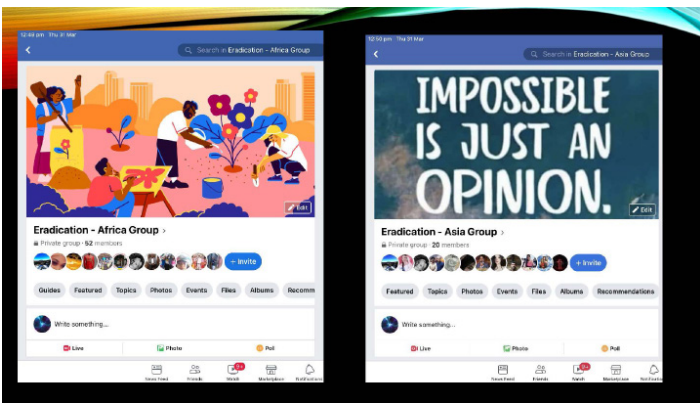 12:49 pm Thu 31 Mar
Search in Eradication - Africa Group
Edit
Eradication - Africa Group
Private group · 52 members
+ Invite
Guides Featured Topics Photos Events Files Albums Recomm
Write something...
Live Photo Poll
News Feed Friends Watch Marketplace Notifications
9+
12:50 pm Thu 31 Mar
Search in Eradication - Asia Group
IMPOSSIBLE
IS JUST AN
OPINION.
Edit
Eradication - Asia Group
Private group · 20 members
+ Invite
Featured Topics Photos Events Files Albums Recommendations
Write something...
Live Photo Poll
9+
News Feed Friends Watch Marketplace